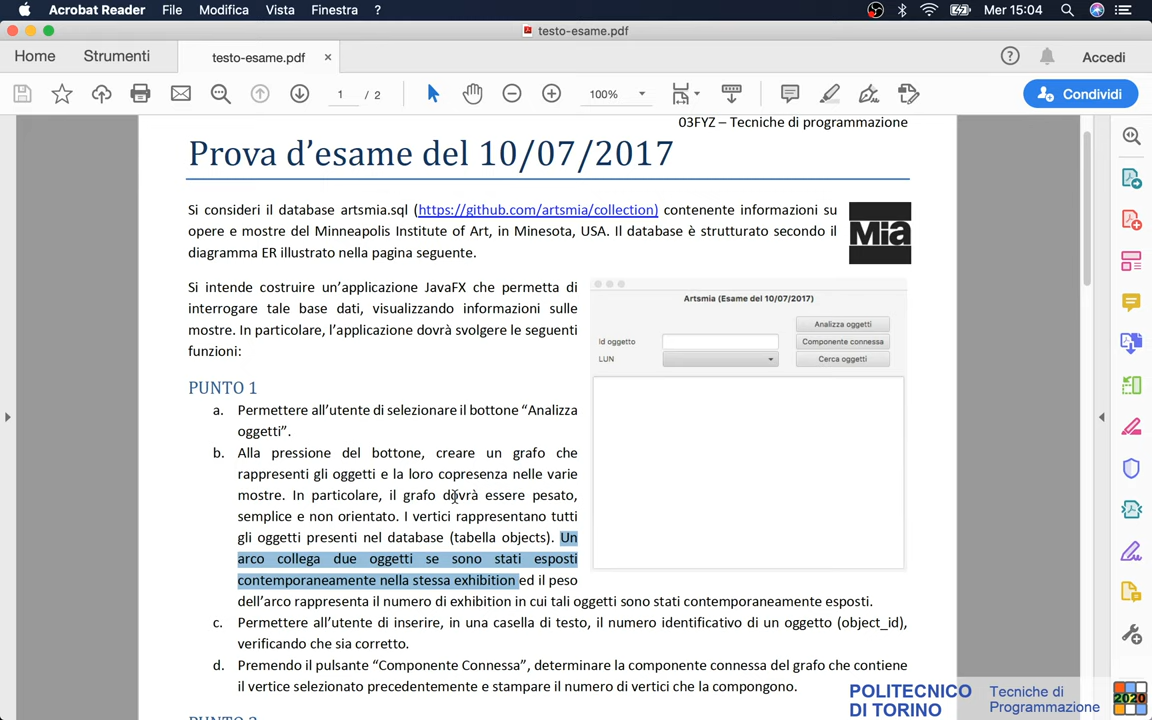 Acrobat Reader File Modifica Vista Finestra ? Mer 15:04
testo-esame.pdf
Home Strumenti testo-esame.pdf × Accedi
1 / 2 100% Condividi
03FYZ – Tecniche di programmazione
Prova d’esame del 10/07/2017
Si consideri il database artsmia.sql (https://github.com/artsmia/collection) contenente informazioni su
opere e mostre del Minneapolis Institute of Art, in Minesota, USA. Il database è strutturato secondo il
diagramma ER illustrato nella pagina seguente.
Mia
Si intende costruire un’applicazione JavaFX che permetta di
interrogare tale base dati, visualizzando informazioni sulle
mostre. In particolare, l’applicazione dovrà svolgere le seguenti
funzioni:
Artsmia (Esame del 10/07/2017)
Analizza oggetti
Id oggetto Componente connessa
LUN Cerca oggetti
PUNTO 1
a. Permettere all’utente di selezionare il bottone “Analizza
oggetti”.
b. Alla pressione del bottone, creare un grafo che
rappresenti gli oggetti e la loro copresenza nelle varie
mostre. In particolare, il grafo dovrà essere pesato,
semplice e non orientato. I vertici rappresentano tutti
gli oggetti presenti nel database (tabella objects). Un
arco collega due oggetti se sono stati esposti
contemporaneamente nella stessa exhibition ed il peso
dell’arco rappresenta il numero di exhibition in cui tali oggetti sono stati contemporaneamente esposti.
c. Permettere all’utente di inserire, in una casella di testo, il numero identificativo di un oggetto (object_id),
verificando che sia corretto.
d. Premendo il pulsante “Componente Connessa”, determinare la componente connessa del grafo che contiene
il vertice selezionato precedentemente e stampare il numero di vertici che la compongono.
PUNTO 2
POLITECNICO
DI TORINO
Tecniche di
Programmazione
2020